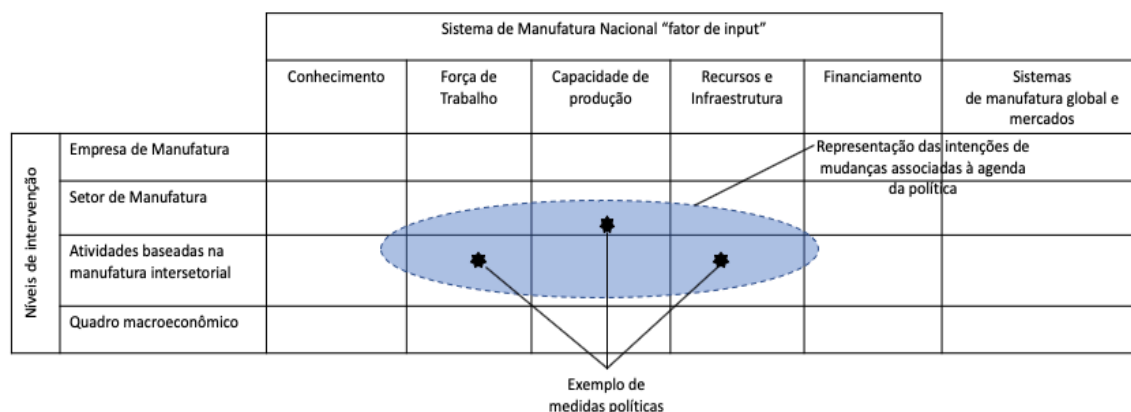 Sistema de Manufatura Nacional “fator de input”
Conhecimento
Força de
Trabalho
Capacidade de
produção
Recursos e
Infraestrutura
Financiamento
Sistemas
de manufatura global e
mercados
Níveis de intervenção
Empresa de Manufatura
Representação das intenções de
mudanças associadas à agenda
da política
Setor de Manufatura
Atividades baseadas na
manufatura intersetorial
Quadro macroeconômico
Exemplo de
medidas políticas